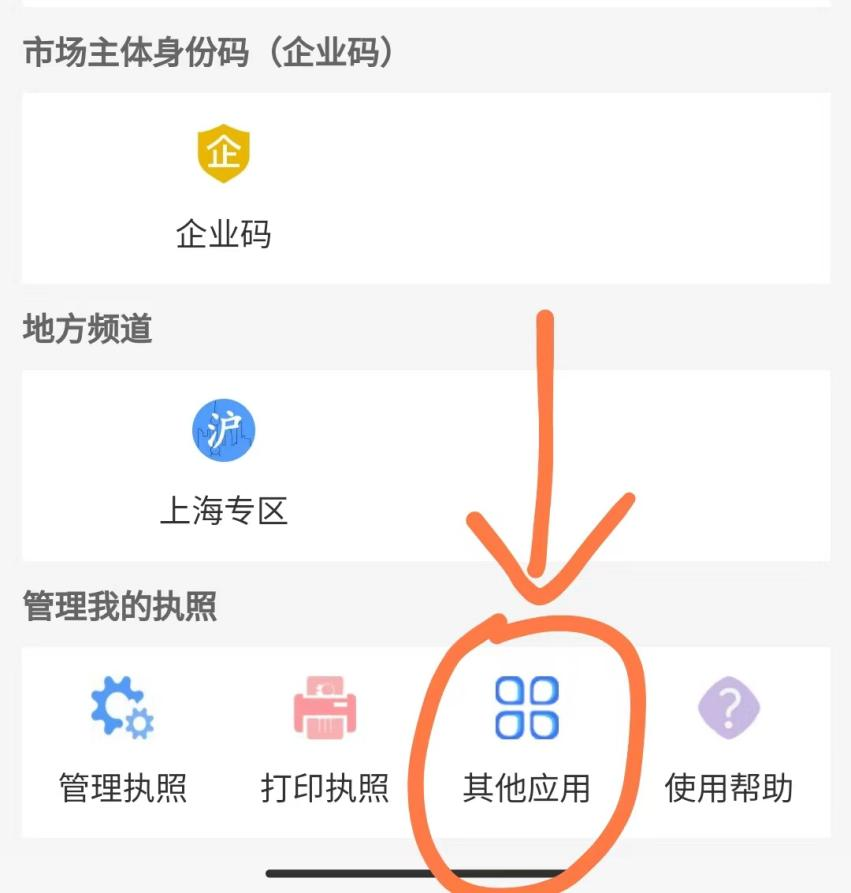 市场主体身份码（企业码）
企
企业码
地方频道
沪
上海专区
管理我的执照
?
管理执照 打印执照 其他应用 使用帮助